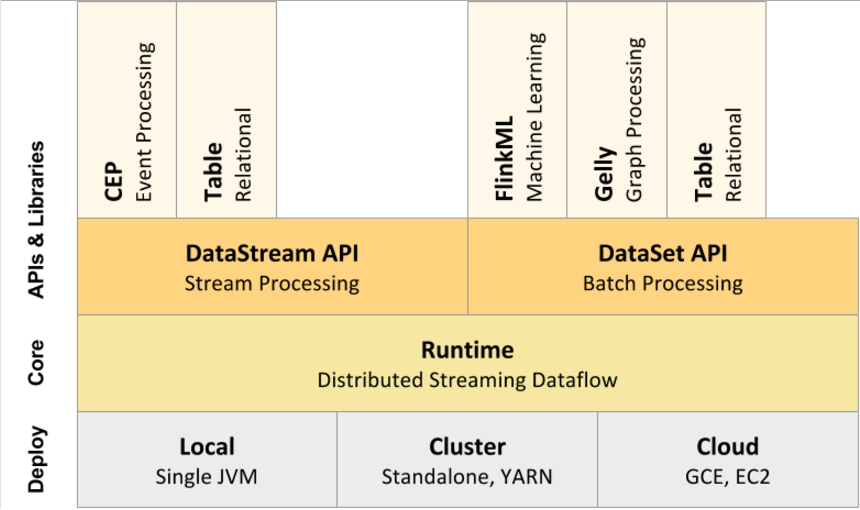 APIs & Libraries
CEP
Event Processing
Table
Relational
FlinkML
Machine Learning
Gelly
Graph Processing
Table
Relational
DataStream API
Stream Processing
DataSet API
Batch Processing
Core
Runtime
Distributed Streaming Dataflow
Deploy
Local
Single JVM
Cluster
Standalone, YARN
Cloud
GCE, EC2